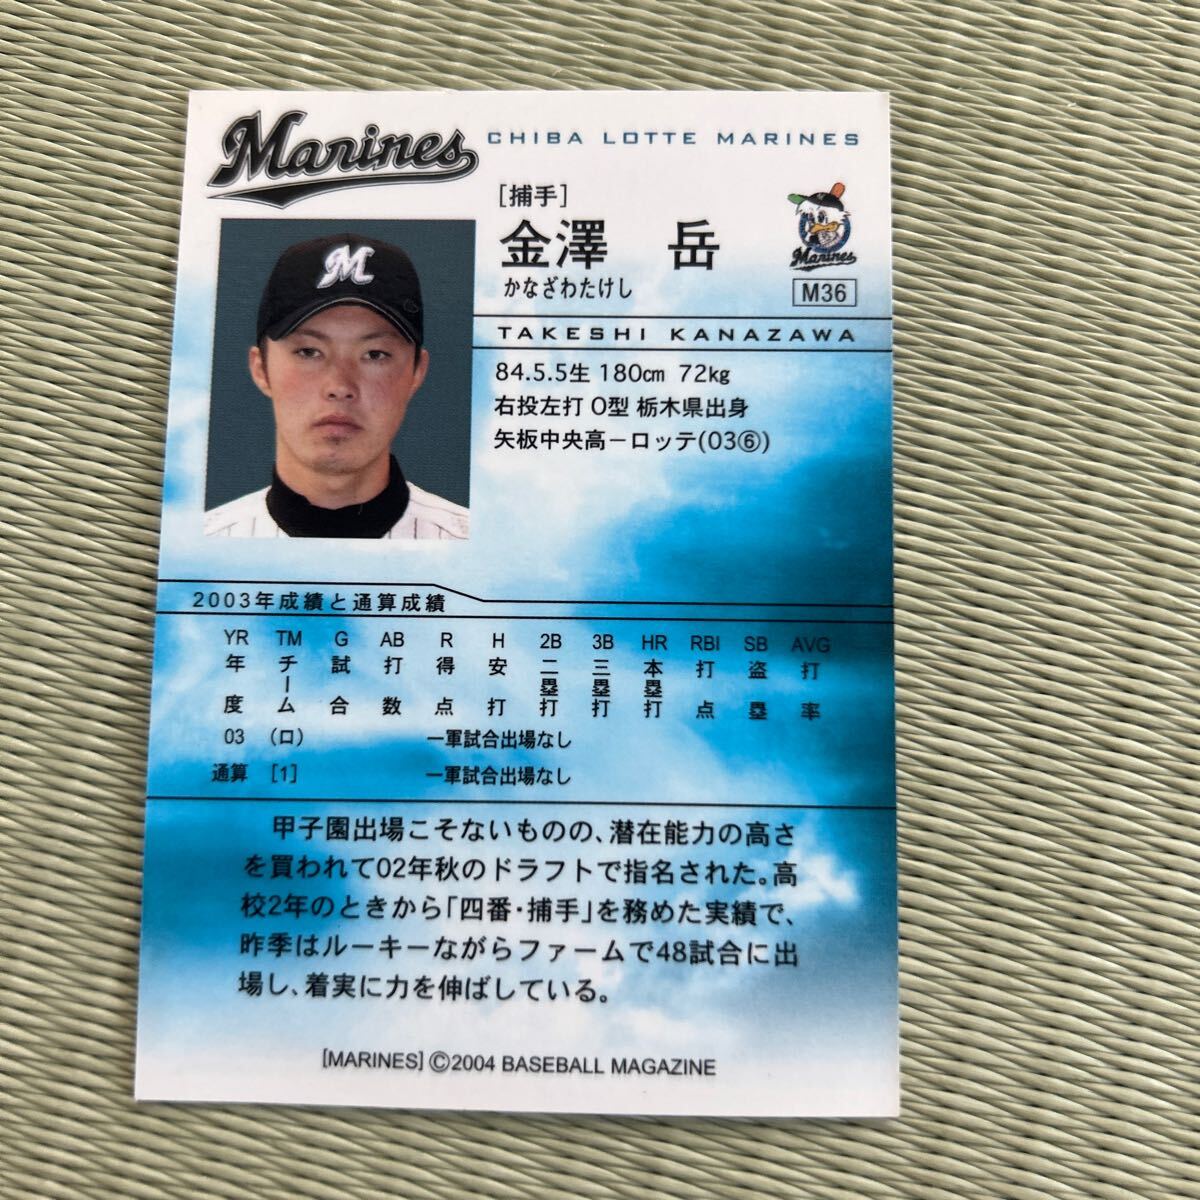 Marines CHIBA LOTTE MARINES
[捕手]
金澤 岳
かなざわたけし
Marines
M36
TAKESHI KANAZAWA
M
84.5.5生 180cm 72kg
右投左打 O型 栃木県出身
矢板中央高−ロッテ(03⑥)
2003年成績と通算成績
YR TM G AB R H 2B 3B HR RBI SB AVG
年度 チーム 試合 打数 得点 安打 二塁打 三塁打 本塁打 打点 盗塁 打率
03 (ロ) 一軍試合出場なし
通算 [1] 一軍試合出場なし
甲子園出場こそないものの、潜在能力の高さ
を買われて02年秋のドラフトで指名された。高
校2年のときから「四番・捕手」を務めた実績で、
昨季はルーキーながらファームで48試合に出
場し、着実に力を伸ばしている。
[MARINES] ©2004 BASEBALL MAGAZINE